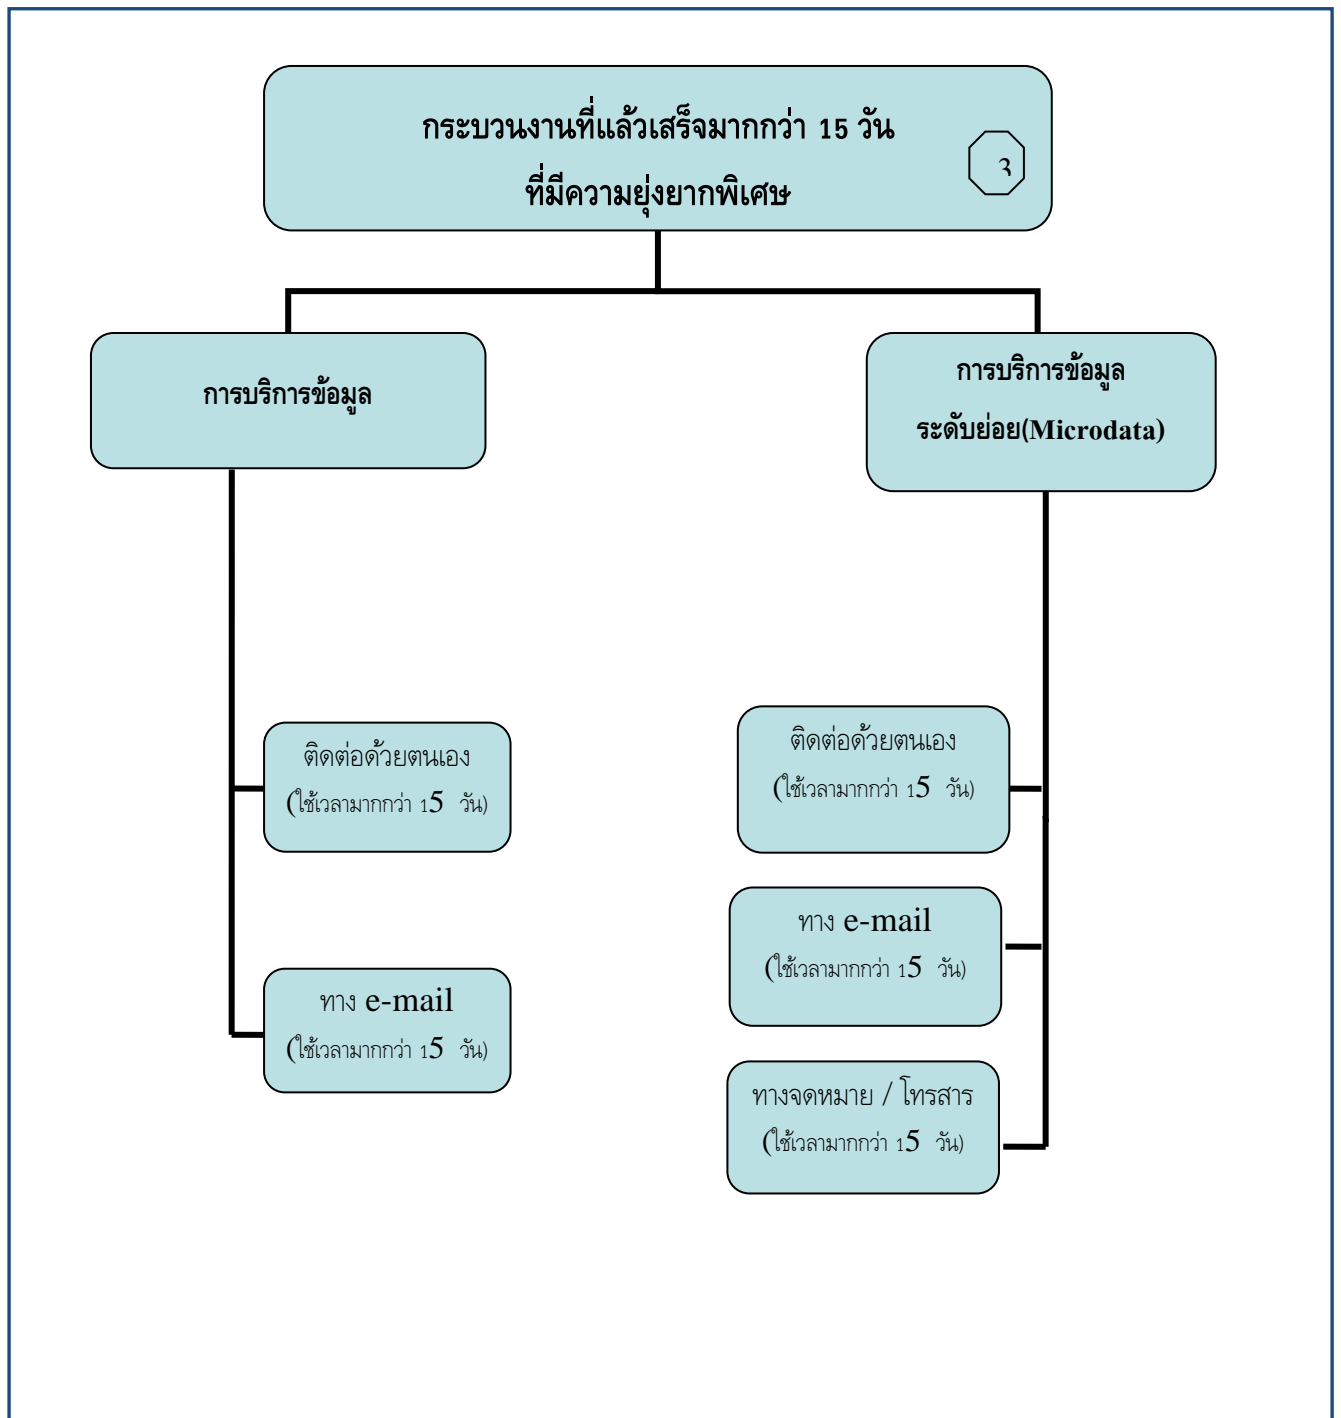 กระบวนงานที่แล้วเสร็จมากกว่า 15 วัน
ที่มีความยุ่งยากพิเศษ
๓
การบริการข้อมูล
การบริการข้อมูล
ระดับย่อย(Microdata)
ติดต่อด้วยตนเอง
(ใช้เวลามากกว่า 15 วัน)
ทาง e-mail
(ใช้เวลามากกว่า 15 วัน)
ติดต่อด้วยตนเอง
(ใช้เวลามากกว่า 15 วัน)
ทาง e-mail
(ใช้เวลามากกว่า 15 วัน)
ทางจดหมาย / โทรสาร
(ใช้เวลามากกว่า 15 วัน)